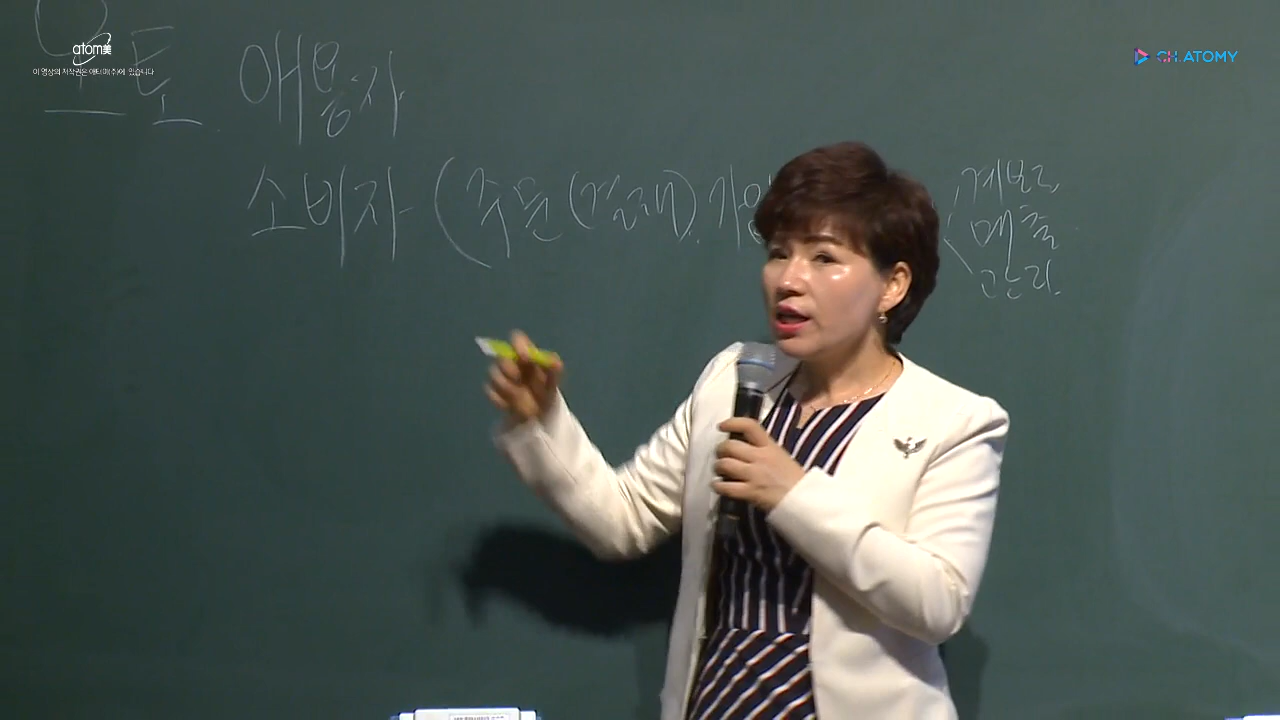 atom美
이 영상의 저작권은 애터미(주)에 있습니다
CH.ATOMY
애용자
소비자 (주문(결제). 가입
계보도
매출
관리.